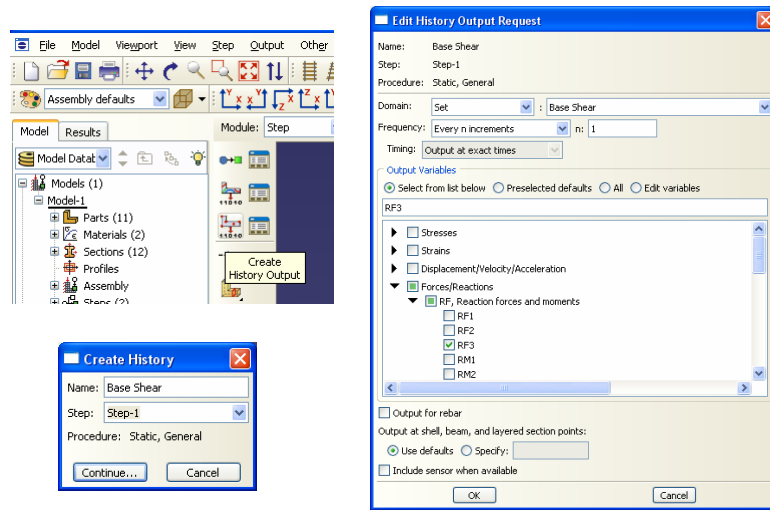 File Model Viewport View Step Output Other
Assembly defaults
Model Results
Module: Step
Model Datab
Models (1)
Model-1
Parts (11)
Materials (2)
Sections (12)
Profiles
Assembly
Steps (2)
Create
History Output
Create History
Name: Base Shear
Step: Step-1
Procedure: Static, General
Continue... Cancel
Edit History Output Request
Name: Base Shear
Step: Step-1
Procedure: Static, General
Domain: Set : Base Shear
Frequency: Every n increments n: 1
Timing: Output at exact times
Output Variables
Select from list below Preselected defaults All Edit variables
RF3
Stresses
Strains
Displacement/Velocity/Acceleration
Forces/Reactions
RF, Reaction forces and moments
RF1
RF2
RF3
RM1
RM2
Output for rebar
Output at shell, beam, and layered section points:
Use defaults Specify:
Include sensor when available
OK Cancel